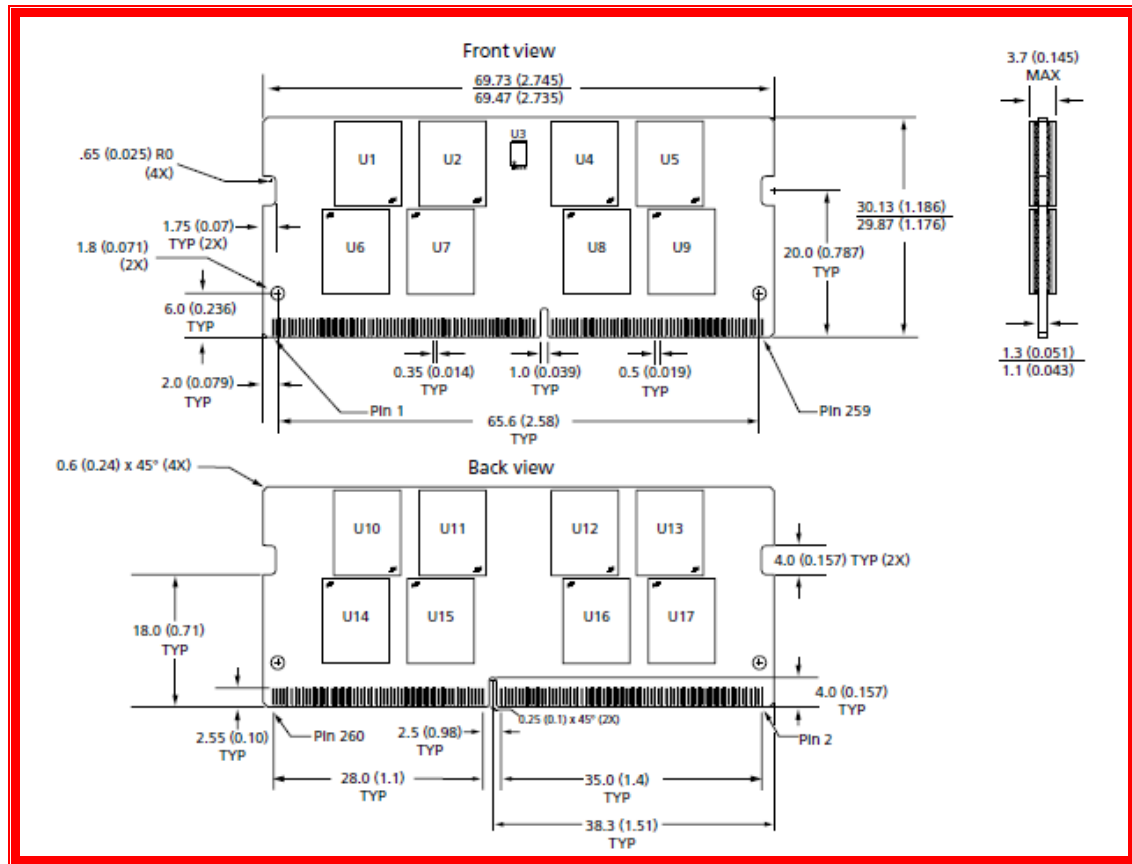 Front view
69.73 (2.745)
69.47 (2.735)
3.7 (0.145)
MAX
U3
.65 (0.025) R0
(4X)
U1
U2
U4
U5
1.75 (0.07)
TYP (2X)
30.13 (1.186)
29.87 (1.176)
1.8 (0.071)
(2X)
U6
U7
U8
U9
20.0 (0.787)
TYP
6.0 (0.236)
TYP
1.3 (0.051)
1.1 (0.043)
2.0 (0.079)
TYP
0.35 (0.014)
TYP
1.0 (0.039)
TYP
0.5 (0.019)
TYP
Pin 1
65.6 (2.58)
TYP
Pin 259
0.6 (0.24) x 45° (4X)
Back view
U10
U11
U12
U13
4.0 (0.157) TYP (2X)
18.0 (0.71)
TYP
U14
U15
U16
U17
4.0 (0.157)
TYP
0.25 (0.1) x 45° (2X)
2.55 (0.10)
TYP
Pin 260
2.5 (0.98)
TYP
Pin 2
28.0 (1.1)
TYP
35.0 (1.4)
TYP
38.3 (1.51)
TYP